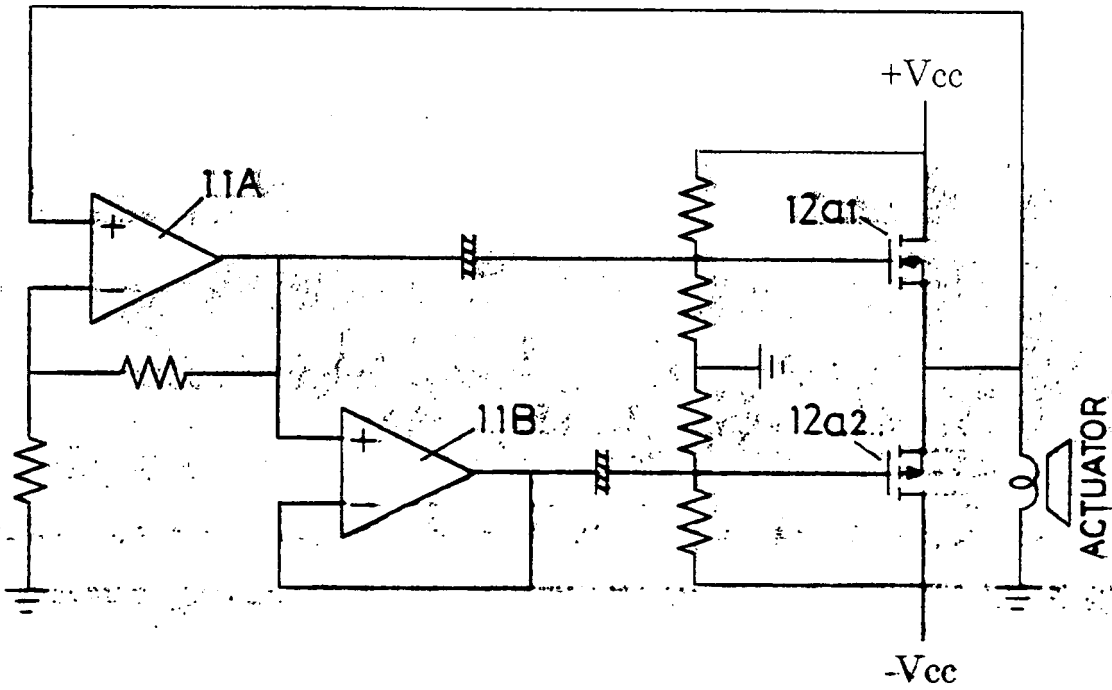 +Vcc
11A
+
−
12a1
11B
+
−
12a2
ACTUATOR
-Vcc